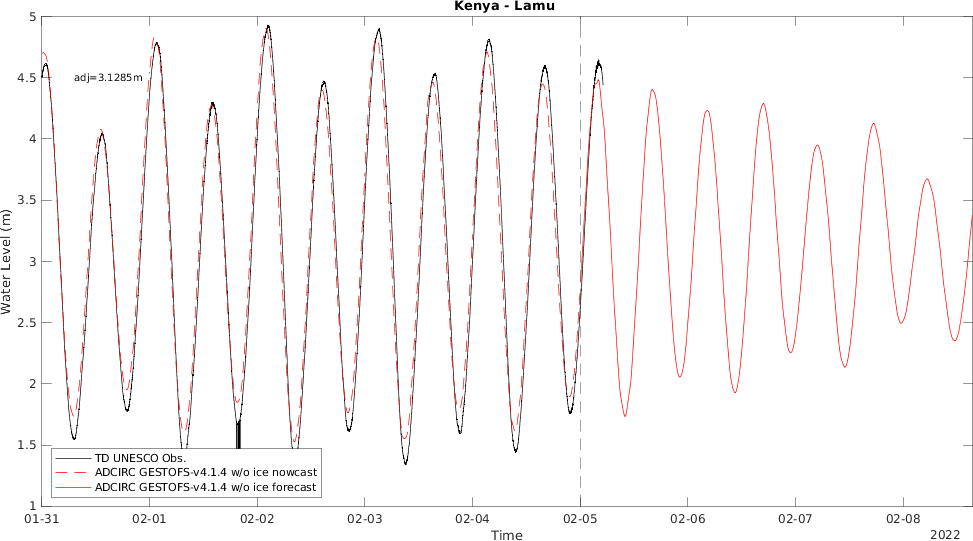 Kenya - Lamu
adj=3.1285m
Water Level (m)
5
4.5
4
3.5
3
2.5
2
1.5
1
TD UNESCO Obs.
ADCIRC GESTOFS-v4.1.4 w/o ice nowcast
ADCIRC GESTOFS-v4.1.4 w/o ice forecast
01-31 02-01 02-02 02-03 02-04 02-05 02-06 02-07 02-08
Time
2022